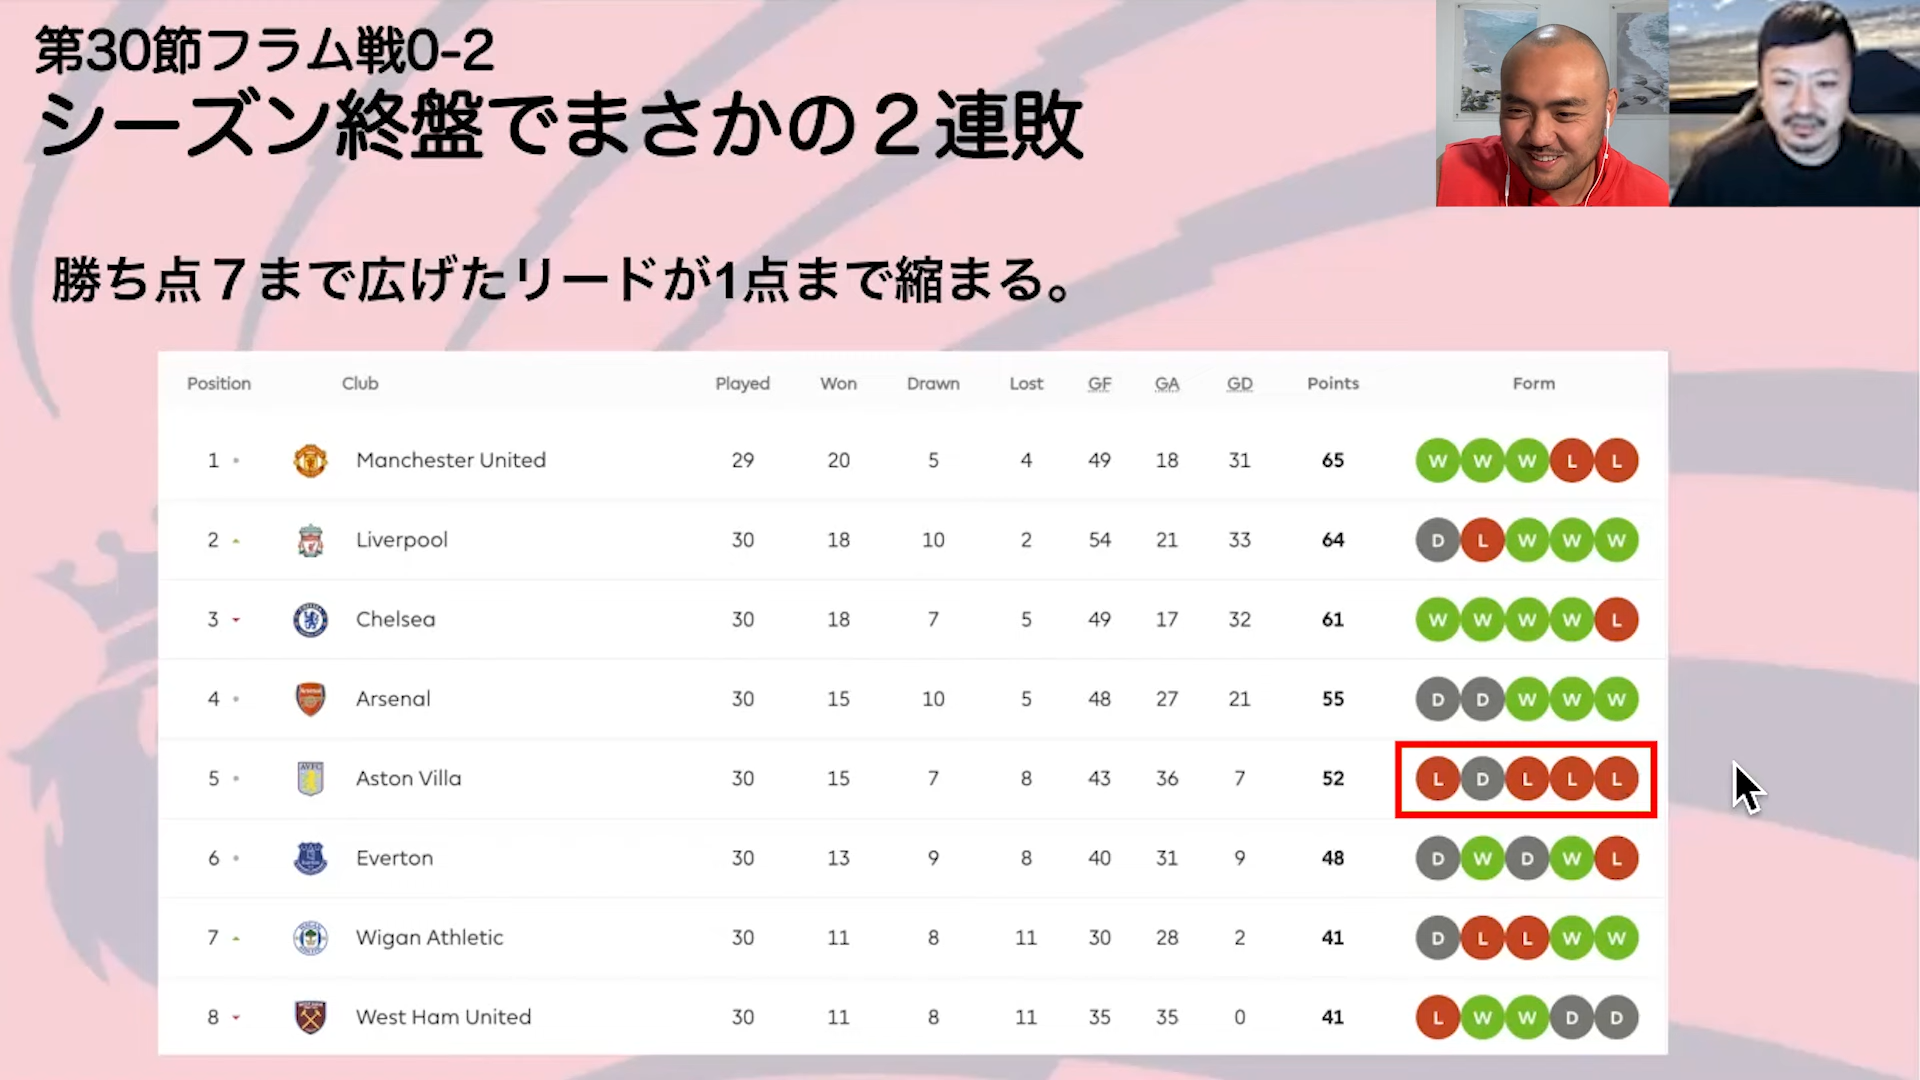 第30節フラム戦0-2
シーズン終盤でまさかの２連敗
勝ち点７まで広げたリードが1点まで縮まる。
Position Club Played Won Drawn Lost GF GA GD Points Form
1 Manchester United 29 20 5 4 49 18 31 65 W W W L L
2 Liverpool 30 18 10 2 54 21 33 64 D L W W W
3 Chelsea 30 18 7 5 49 17 32 61 W W W W L
4 Arsenal 30 15 10 5 48 27 21 55 D D W W W
5 Aston Villa 30 15 7 8 43 36 7 52 L D L L L
6 Everton 30 13 9 8 40 31 9 48 D W D W L
7 Wigan Athletic 30 11 8 11 30 28 2 41 D L L W W
8 West Ham United 30 11 8 11 35 35 0 41 L W W D D